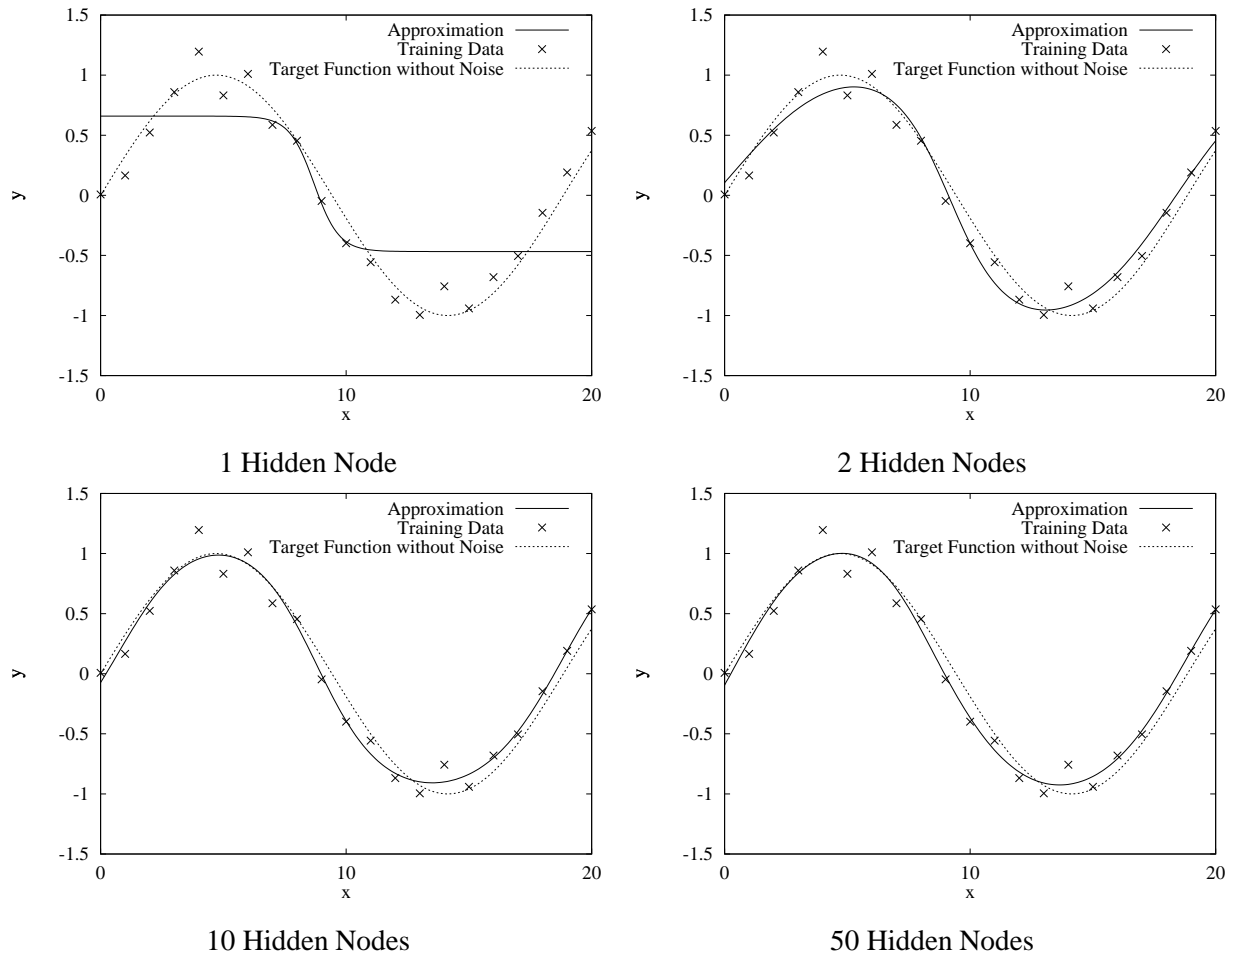 1.5
1
0.5
0
-0.5
-1
-1.5
0
10
20
y
x
Approximation
Training Data
Target Function without Noise
1 Hidden Node
1.5
1
0.5
0
-0.5
-1
-1.5
0
10
20
y
x
Approximation
Training Data
Target Function without Noise
2 Hidden Nodes
1.5
1
0.5
0
-0.5
-1
-1.5
0
10
20
y
x
Approximation
Training Data
Target Function without Noise
10 Hidden Nodes
1.5
1
0.5
0
-0.5
-1
-1.5
0
10
20
y
x
Approximation
Training Data
Target Function without Noise
50 Hidden Nodes